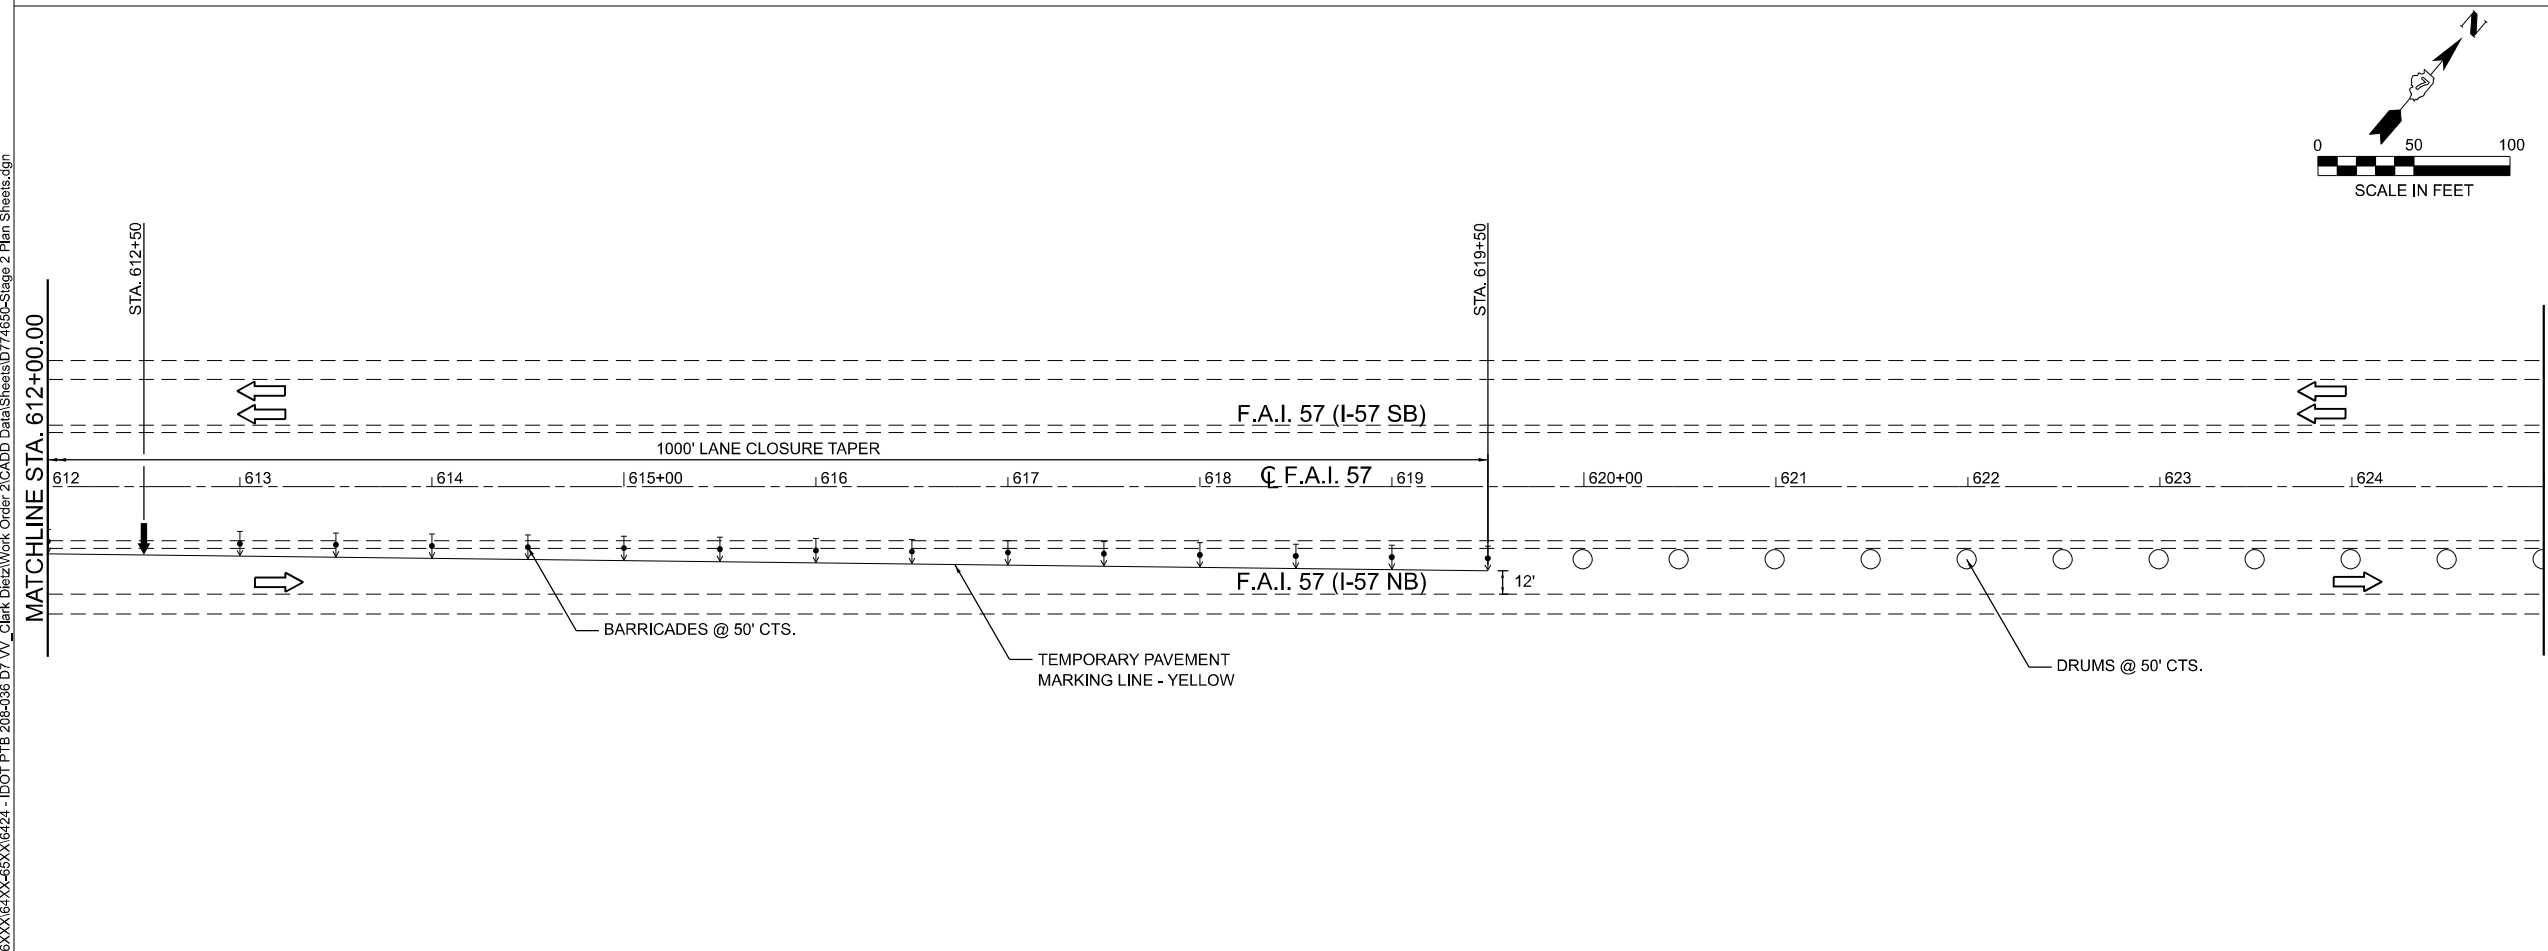 6XXX\64XX-65XX\6424 - IDOT PTB 208-036 D7 VV_Clark Dietz\Work Order 2\CADD Data\Sheets\D774650-Stage 2 Plan Sheets.dgn
N
0 50 100
SCALE IN FEET
MATCHLINE STA. 612+00.00
STA. 612+50
STA. 619+50
F.A.I. 57 (I-57 SB)
1000' LANE CLOSURE TAPER
℄ F.A.I. 57
612 613 614 615+00 616 617 618 619 620+00 621 622 623 624
F.A.I. 57 (I-57 NB)
12'
BARRICADES @ 50' CTS.
TEMPORARY PAVEMENT
MARKING LINE - YELLOW
DRUMS @ 50' CTS.